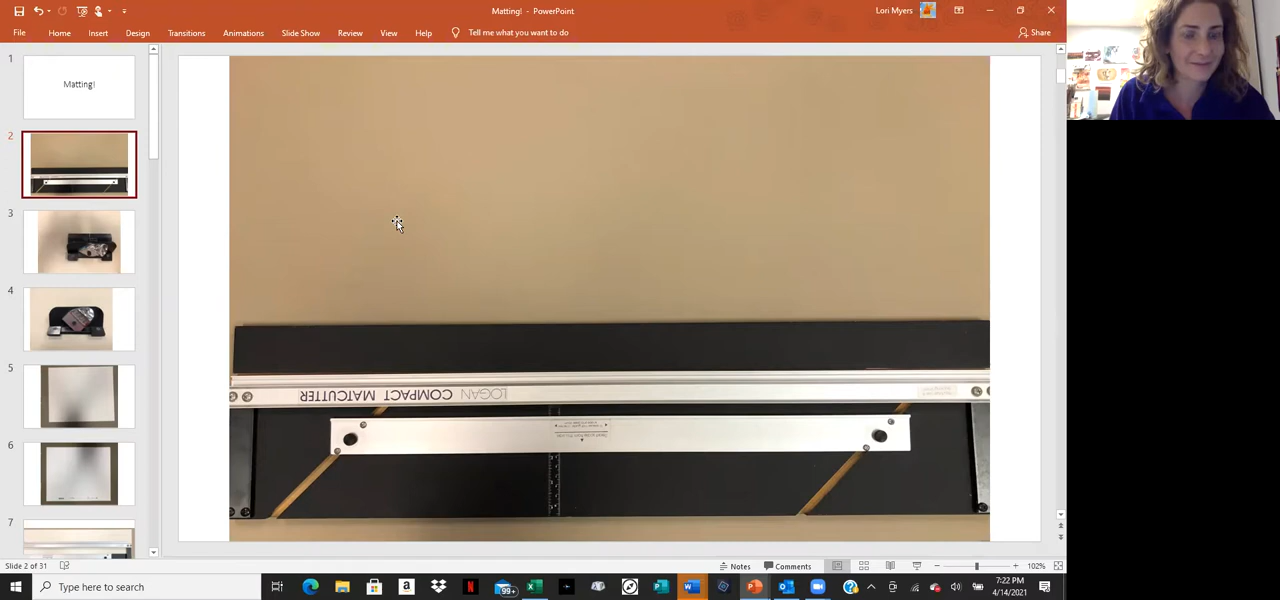 Matting! - PowerPoint
Lori Myers
File Home Insert Design Transitions Animations Slide Show Review View Help Tell me what you want to do
Share
1
Matting!
2
3
4
5
6
7
LOGAN COMPACT MATCUTTER
Slide 2 of 31
Notes
Comments
102%
Type here to search
99+
7:22 PM
4/14/2021